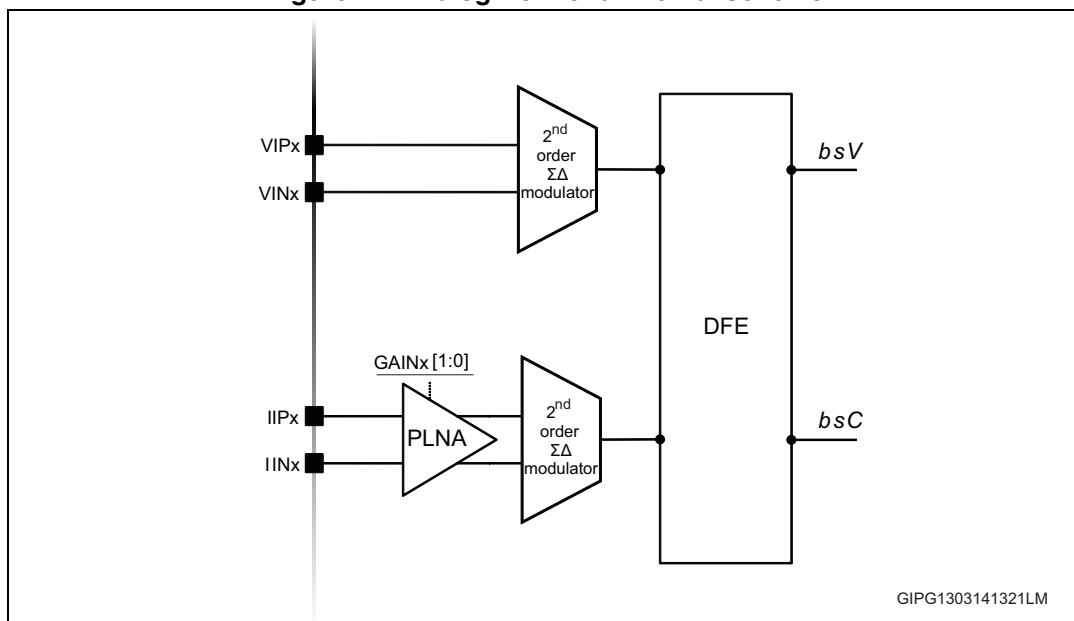 VIPx
VINx
2nd
order
ΣΔ
modulator
bsV
DFE
GAINx [1:0]
IIPx
IINx
PLNA
2nd
order
ΣΔ
modulator
bsC
GIPG1303141321LM